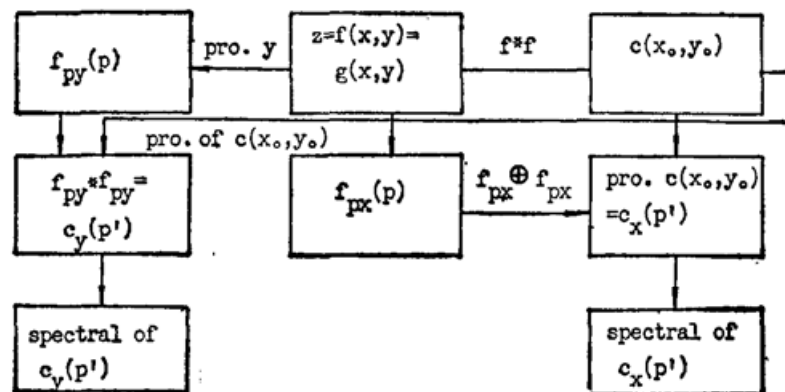 f_py(p)
pro. y
z=f(x,y)=
g(x,y)
f*f
c(x₀,y₀)
pro. of c(x₀,y₀)
f_py*f_py=
c_y(p')
f_px(p)
f_px ⊕ f_px
pro. c(x₀,y₀)
=c_x(p')
spectral of
c_y(p')
spectral of
c_x(p')